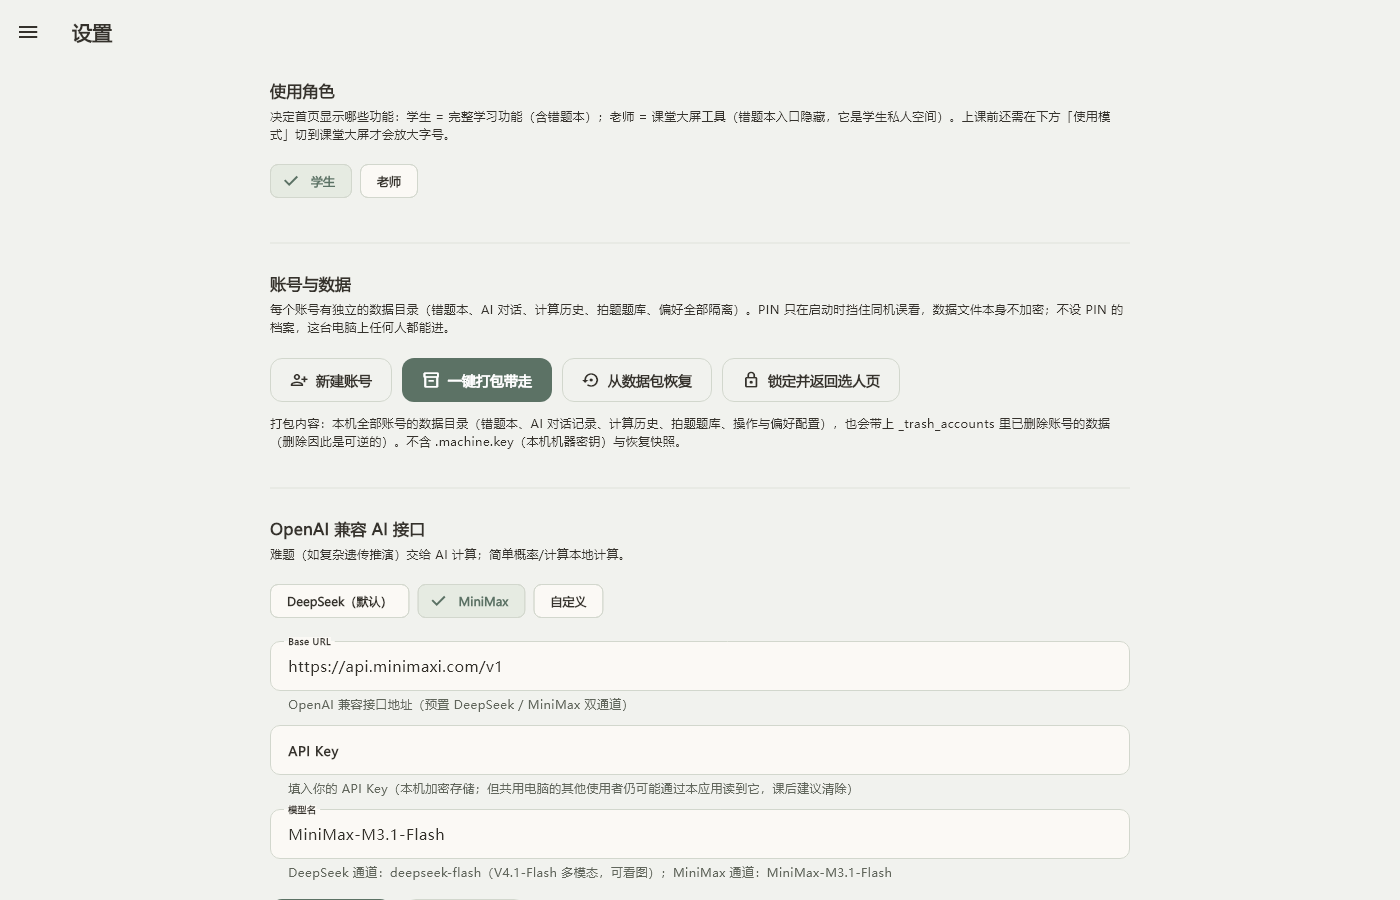 设置
使用角色
决定首页显示哪些功能：学生 = 完整学习功能（含错题本）；老师 = 课堂大屏工具（错题本入口隐藏，它是学生私人空间）。上课前还需在下方「使用模
式」切到课堂大屏才会放大字号。
学生
老师
账号与数据
每个账号有独立的数据目录（错题本、AI 对话、计算历史、拍题题库、偏好全部隔离）。PIN 只在启动时挡住同机误看，数据文件本身不加密；不设 PIN 的
档案，这台电脑上任何人都能进。
新建账号
一键打包带走
从数据包恢复
锁定并返回选人页
打包内容：本机全部账号的数据目录（错题本、AI 对话记录、计算历史、拍题题库、操作与偏好配置），也会带上 _trash_accounts 里已删除账号的数据
（删除因此是可逆的）。不含 .machine.key（本机机器密钥）与恢复快照。
OpenAI 兼容 AI 接口
难题（如复杂遗传推演）交给 AI 计算；简单概率/计算本地计算。
DeepSeek（默认）
MiniMax
自定义
Base URL
https://api.minimaxi.com/v1
OpenAI 兼容接口地址（预置 DeepSeek / MiniMax 双通道）
API Key
填入你的 API Key（本机加密存储；但共用电脑的其他使用者仍可能通过本应用读到它，课后建议清除）
模型名
MiniMax-M3.1-Flash
DeepSeek 通道：deepseek-flash（V4.1-Flash 多模态，可看图）；MiniMax 通道：MiniMax-M3.1-Flash